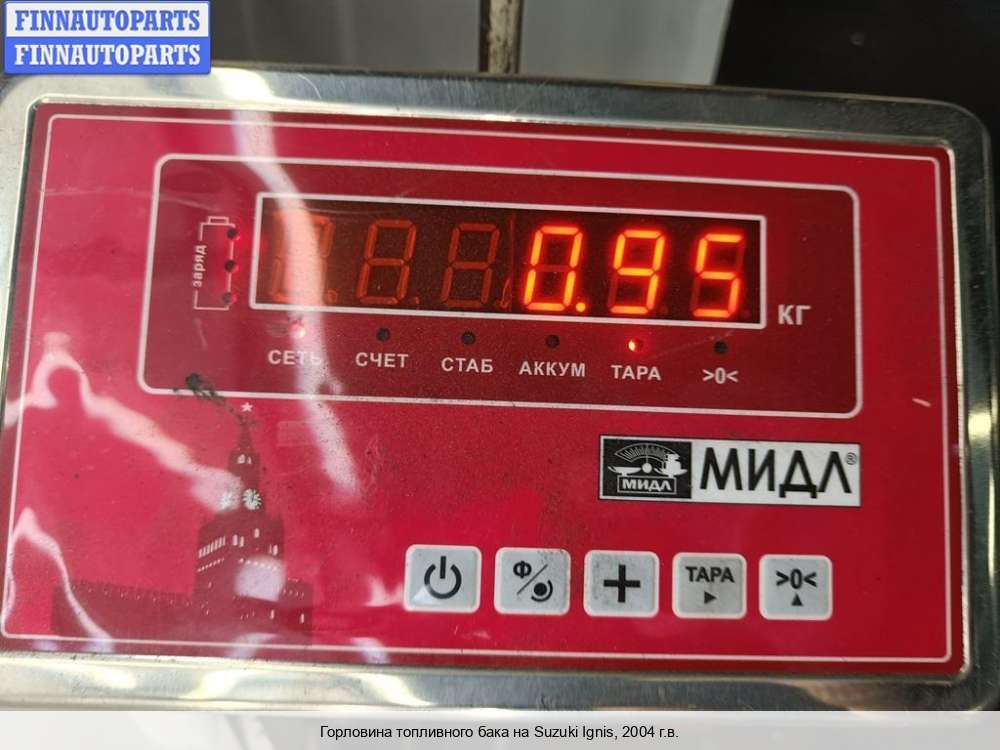 FINNAUTOPARTS
FINNAUTOPARTS
заряд
0.95
КГ
СЕТЬ СЧЕТ СТАБ АККУМ ТАРА >0<
МИДЛ МИДЛ®
Ф ТАРА >0<
Горловина топливного бака на Suzuki Ignis, 2004 г.в.